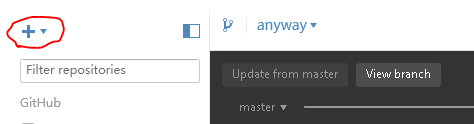 anyway
Filter repositories
Update from master
View branch
GitHub
master